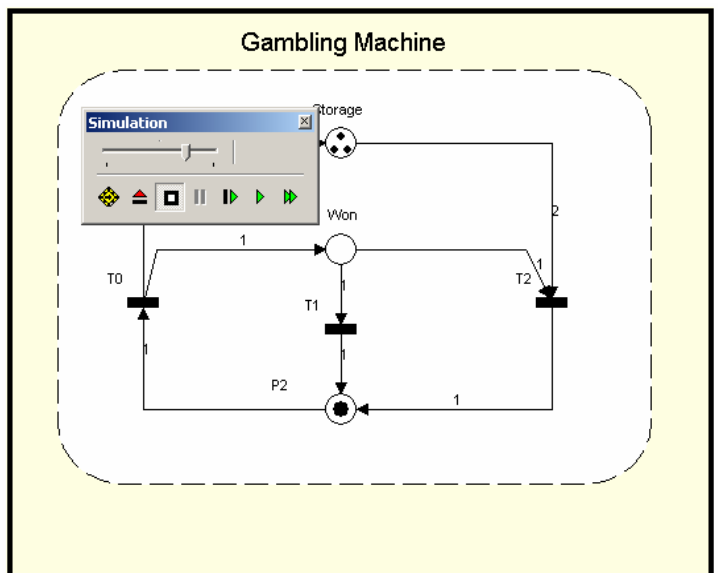 Gambling Machine
Storage
Simulation
2
Won
1
1
T0
T2
1
T1
1
1
P2
1